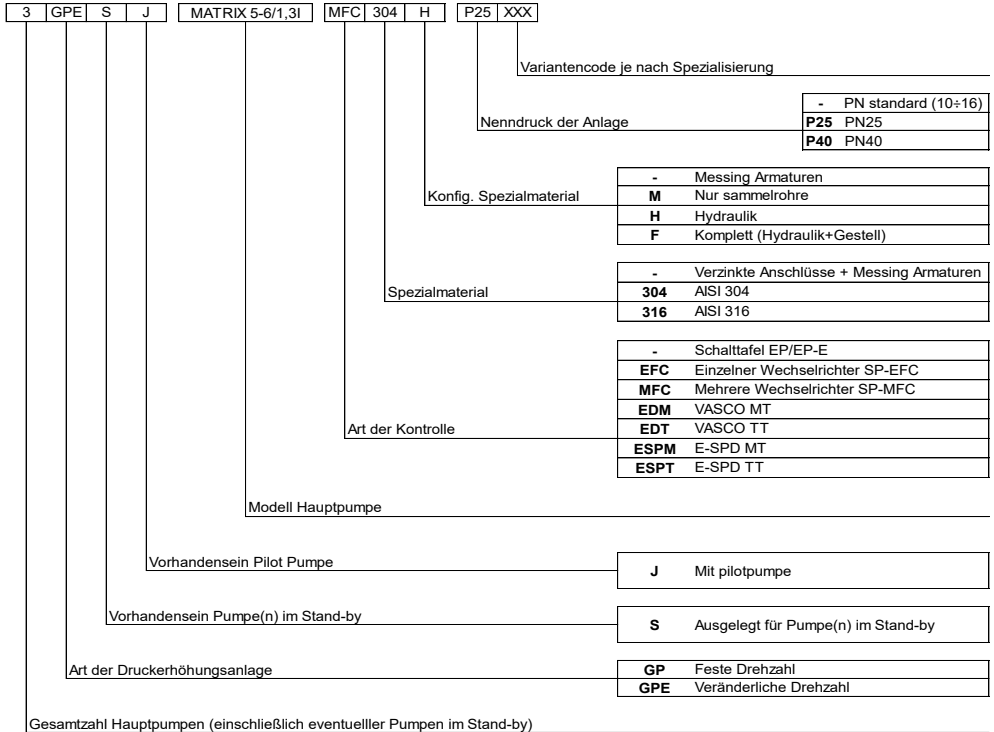 3 GPE S J MATRIX 5-6/1,3I MFC 304 H P25 XXX
Variantencode je nach Spezialisierung
Nenndruck der Anlage
- PN standard (10÷16)
P25 PN25
P40 PN40
Konfig. Spezialmaterial
- Messing Armaturen
M Nur sammelrohre
H Hydraulik
F Komplett (Hydraulik+Gestell)
Spezialmaterial
- Verzinkte Anschlüsse + Messing Armaturen
304 AISI 304
316 AISI 316
Art der Kontrolle
- Schalttafel EP/EP-E
EFC Einzelner Wechselrichter SP-EFC
MFC Mehrere Wechselrichter SP-MFC
EDM VASCO MT
EDT VASCO TT
ESPM E-SPD MT
ESPT E-SPD TT
Modell Hauptpumpe
Vorhandensein Pilot Pumpe
J Mit pilotpumpe
Vorhandensein Pumpe(n) im Stand-by
S Ausgelegt für Pumpe(n) im Stand-by
Art der Druckerhöhungsanlage
GP Feste Drehzahl
GPE Veränderliche Drehzahl
Gesamtzahl Hauptpumpen (einschließlich eventuelller Pumpen im Stand-by)